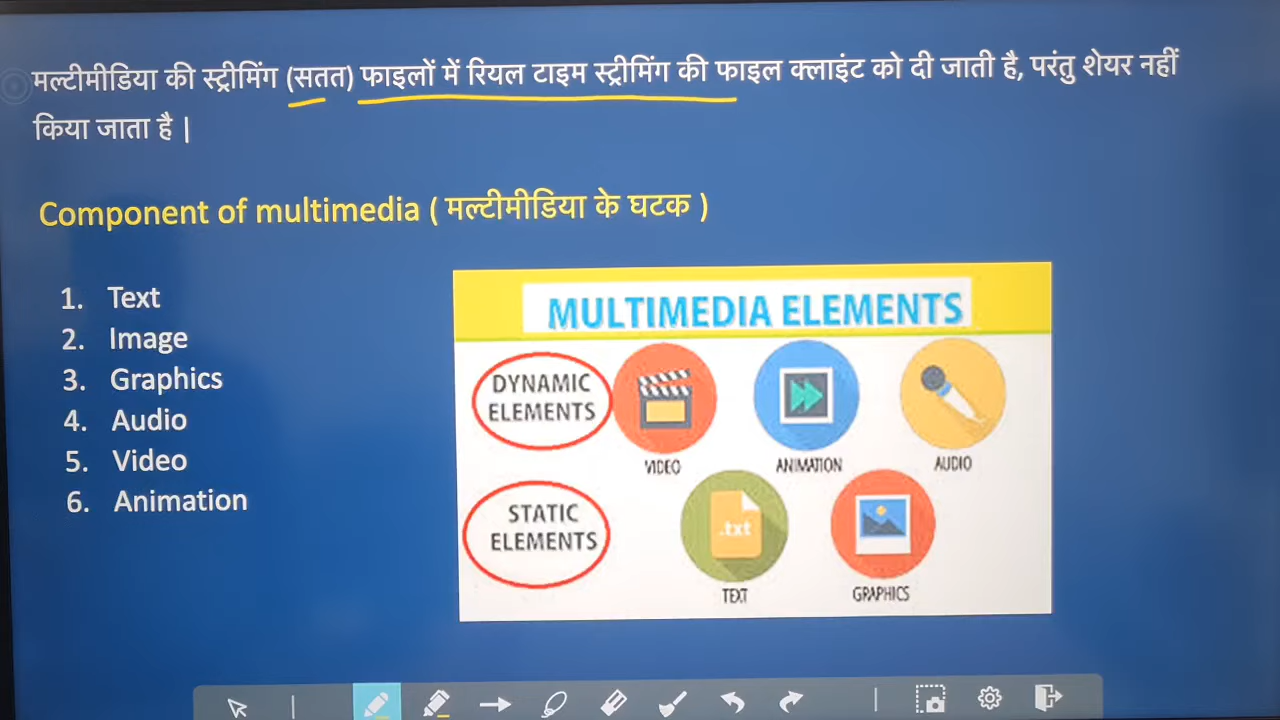 मल्टीमीडिया की स्ट्रीमिंग (सतत) फाइलों में रियल टाइम स्ट्रीमिंग की फाइल क्लाइंट को दी जाती है, परंतु शेयर नहीं
किया जाता है |
Component of multimedia ( मल्टीमीडिया के घटक )
1. Text
2. Image
3. Graphics
4. Audio
5. Video
6. Animation
MULTIMEDIA ELEMENTS
DYNAMIC
ELEMENTS
VIDEO
ANIMATION
AUDIO
STATIC
ELEMENTS
.txt
TEXT
GRAPHICS